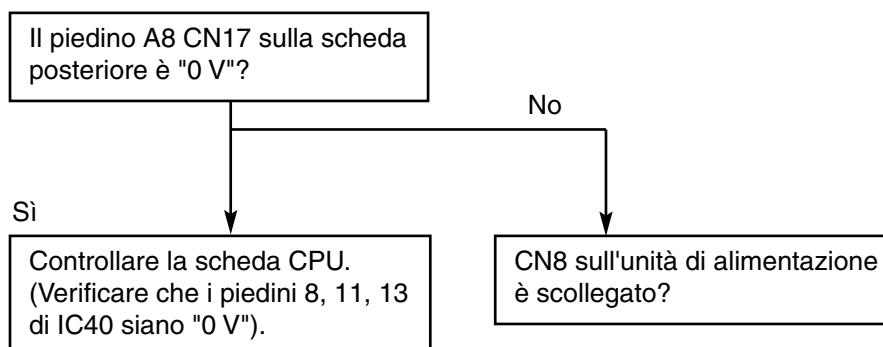 Il piedino A8 CN17 sulla scheda
posteriore è "0 V"?
No
Sì
Controllare la scheda CPU.
(Verificare che i piedini 8, 11, 13
di IC40 siano "0 V").
CN8 sull'unità di alimentazione
è scollegato?